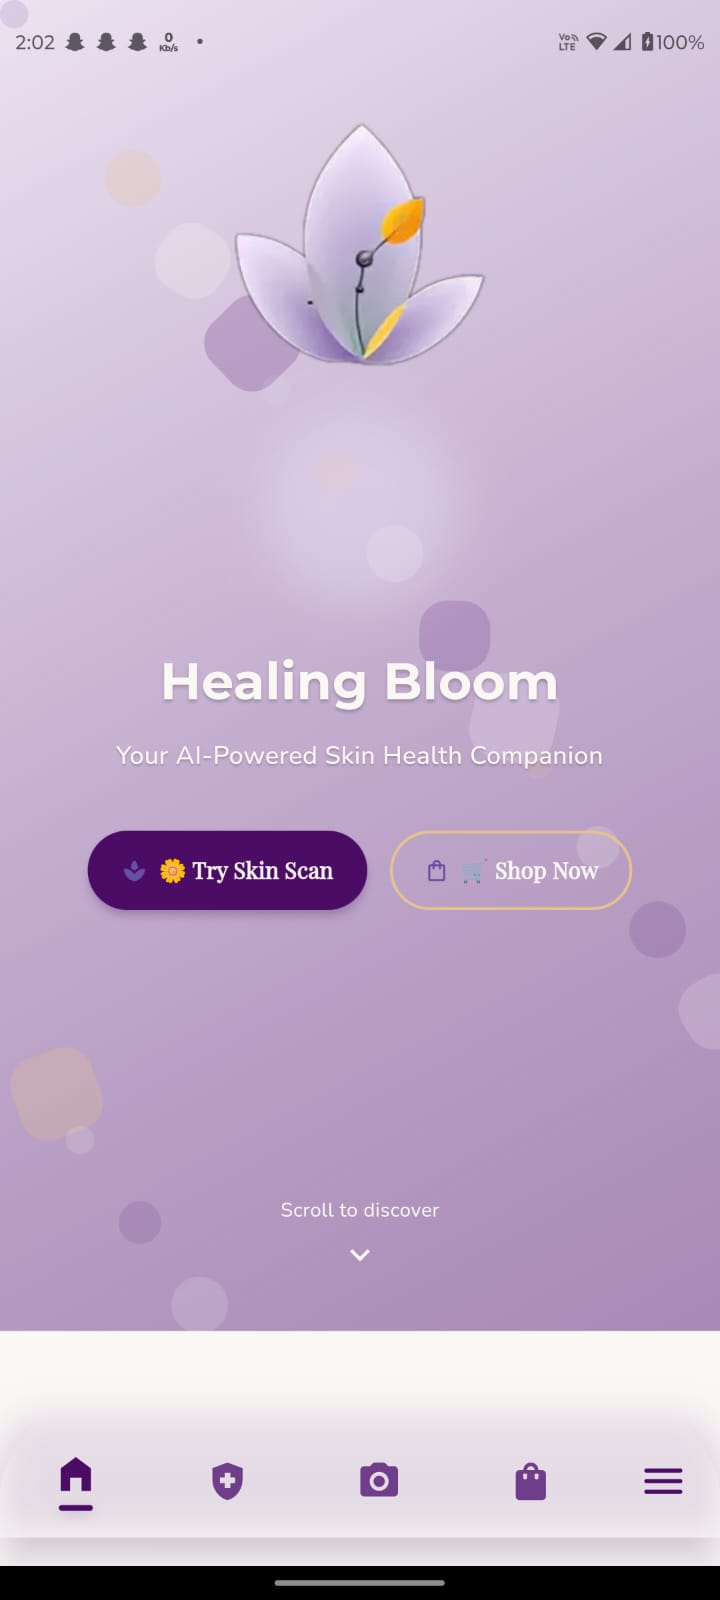 2:02 0 Kb/s Vo LTE 100%
Healing Bloom
Your AI-Powered Skin Health Companion
🌼 Try Skin Scan 🛒 Shop Now
Scroll to discover